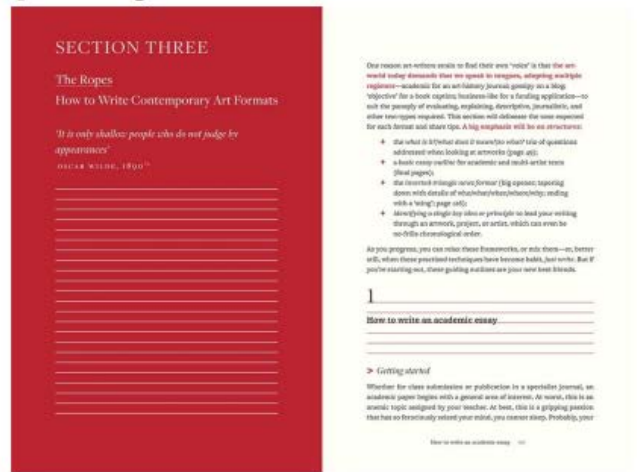 SECTION THREE
The Ropes
How to Write Contemporary Art Formats
'It is only shallow people who do not judge by
appearances'
OSCAR WILDE, 1890
One reason art-writers strain to find their own 'voice' is that the art-
world today demands that we speak in tongues, adopting multiple
registers—academic for an art-history journal; gossipy on a blog;
'objective' for a book caption; business-like for a funding application—to
suit the panoply of evaluating, explaining, descriptive, journalistic, and
other text-types required. This section will delineate the tone expected
for each format and share tips. A big emphasis will be on structures:
+ the what is it/what does it mean/so what? trio of questions
addressed when looking at artworks (page 49);
+ a basic essay outline for academic and multi-artist texts
(final pages);
+ the inverted-triangle news format (big opener; tapering
down with details of who/what/when/where/why; ending
with a 'wing'; page 126);
+ identifying a single key idea or principle to lead your writing
through an artwork, project, or artist, which can even be
no-frills chronological order.
As you progress, you can relax these frameworks, or mix them—or, better
still, when these practised techniques have become habit, just write. But if
you're starting out, these guiding outlines are your new best friends.
1
How to write an academic essay
> Getting started
Whether for class submission or publication in a specialist journal, an
academic paper begins with a general area of interest. At worst, this is an
anemic topic assigned by your teacher. At best, this is a gripping passion
that has so ferociously seized your mind, you cannot sleep. Probably, your
How to write an academic essay